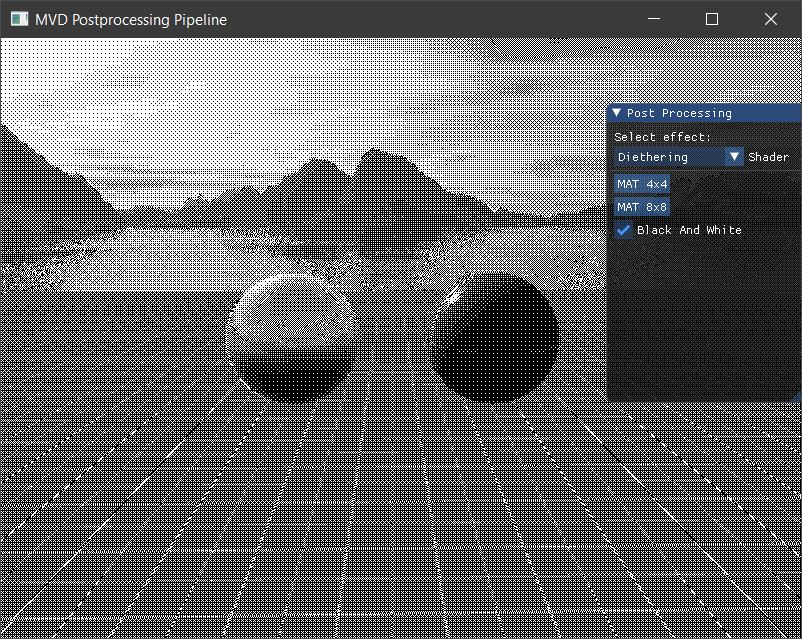 MVD Postprocessing Pipeline
Post Processing
Select effect:
Diethering Shader
MAT 4x4
MAT 8x8
Black And White